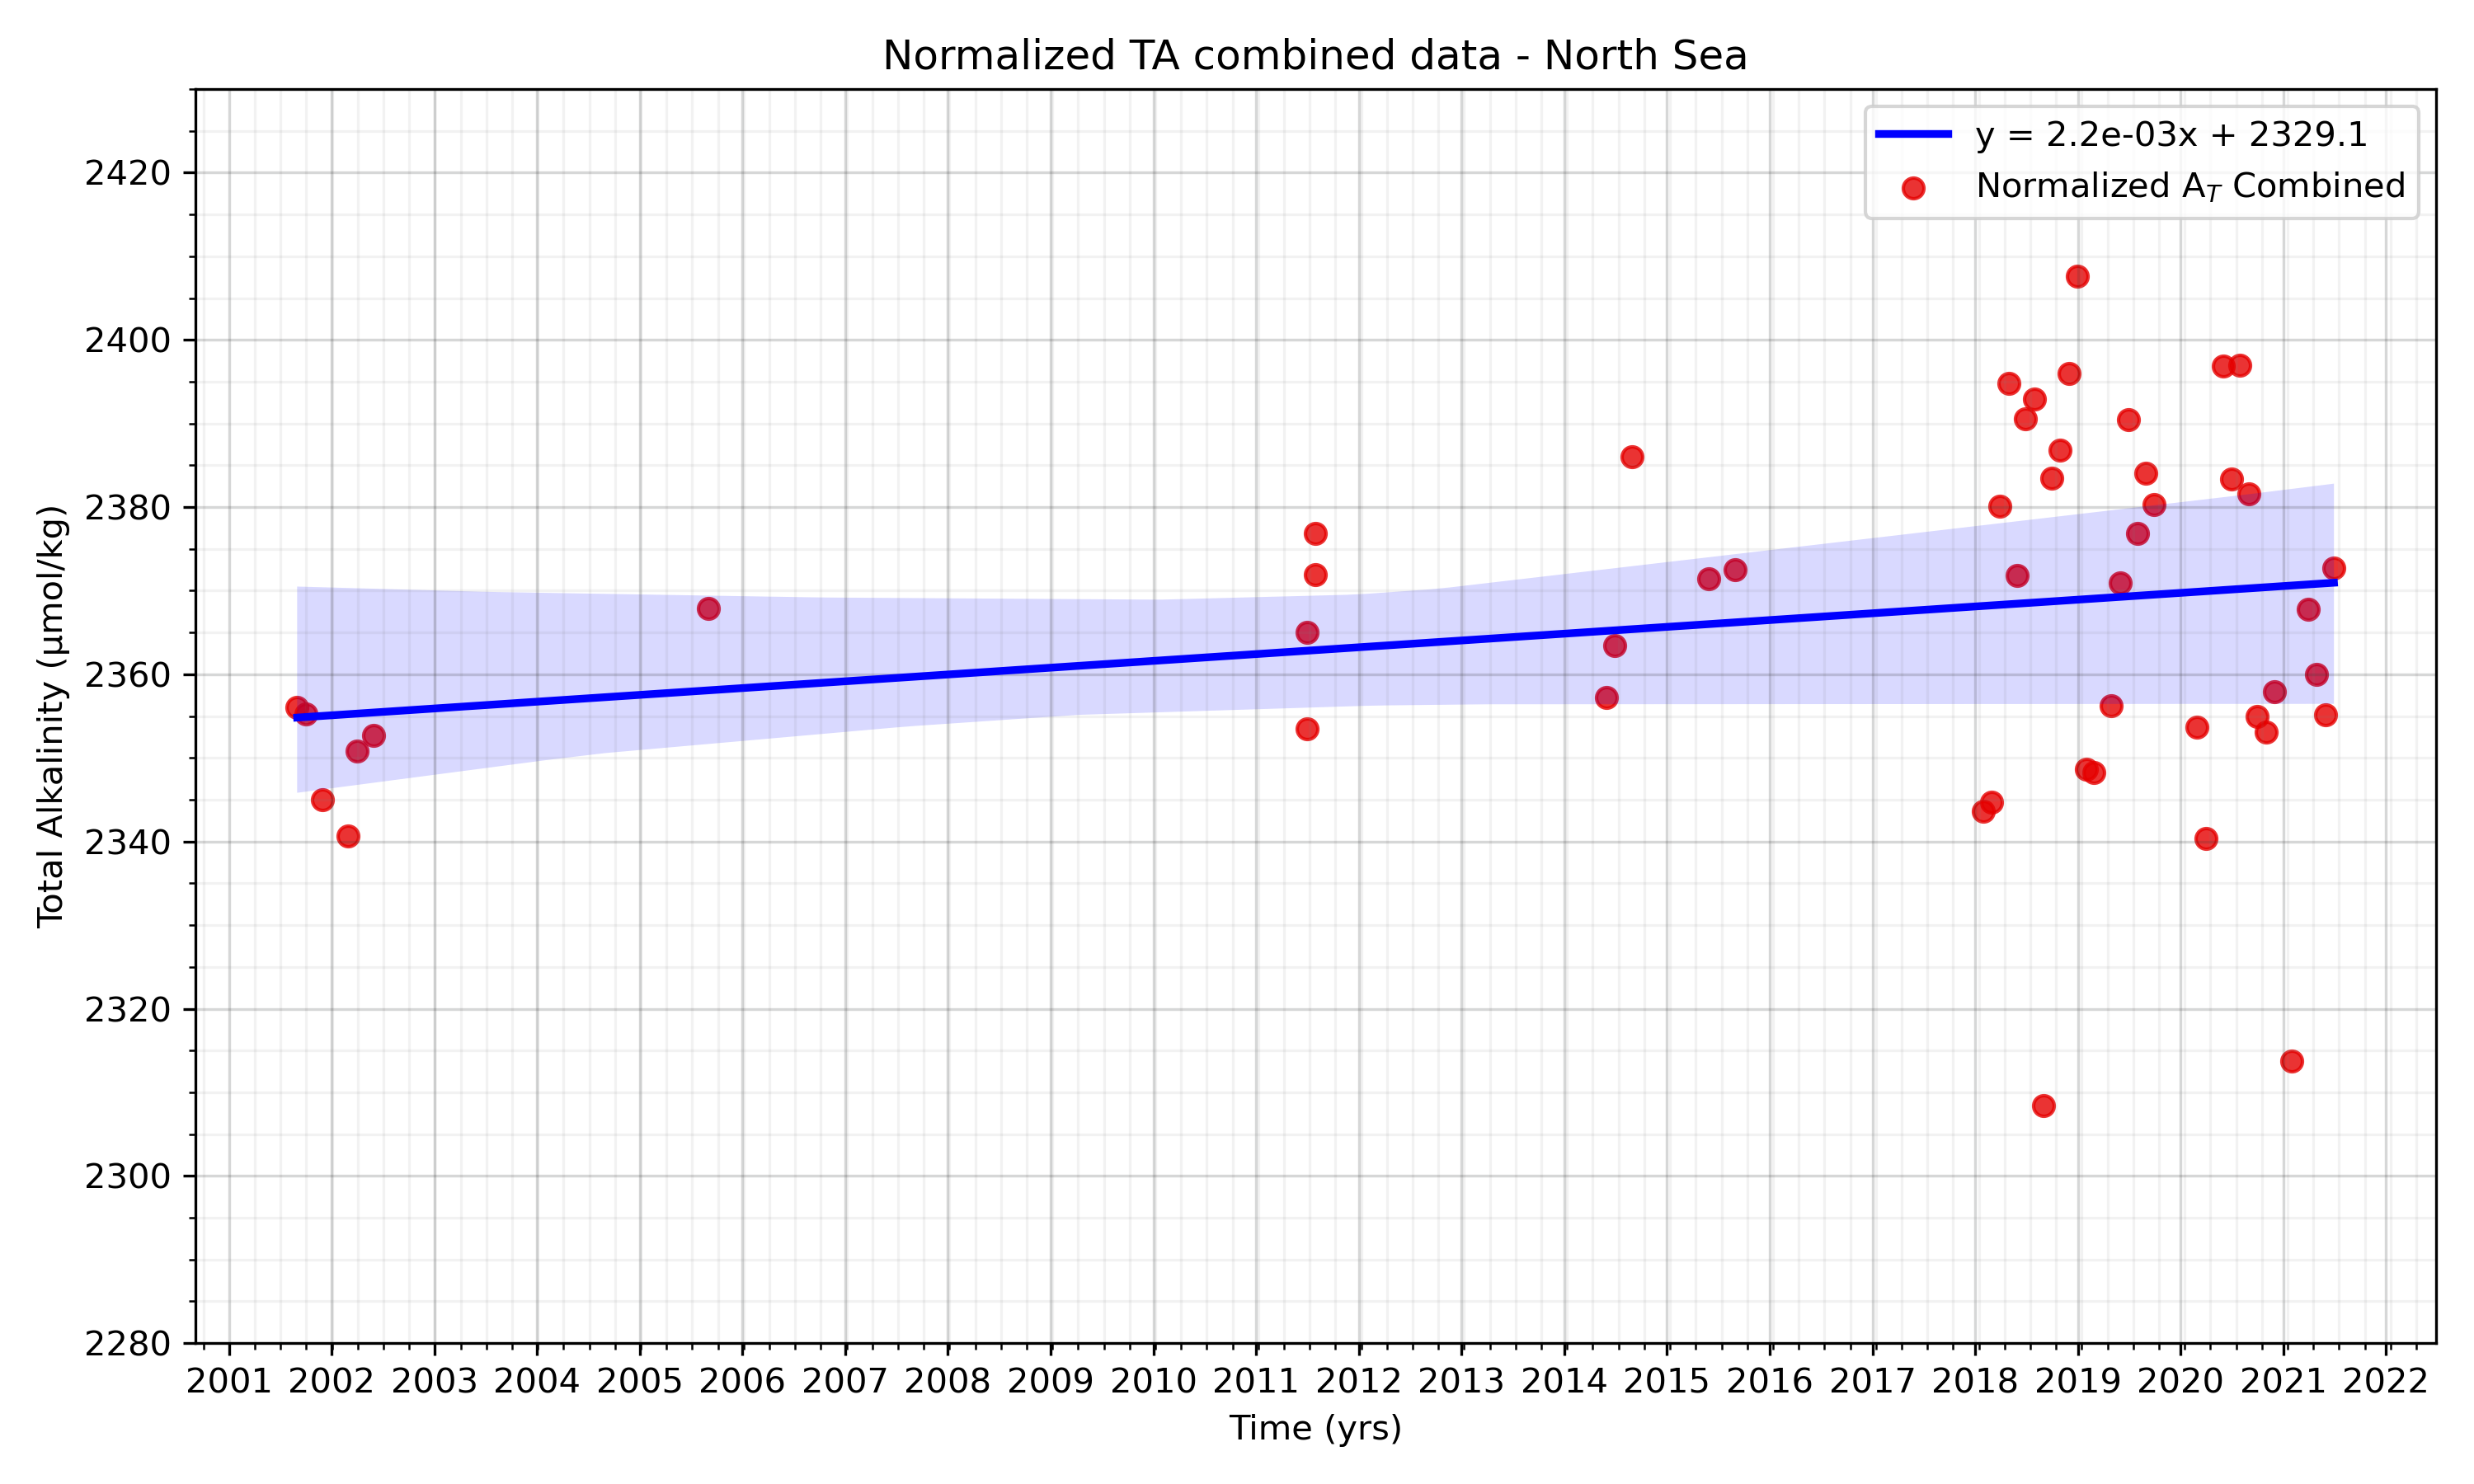 Normalized TA combined data - North Sea
y = 2.2e-03x + 2329.1
Normalized A_T Combined
Total Alkalinity (μmol/kg)
2420
2400
2380
2360
2340
2320
2300
2280
2001 2002 2003 2004 2005 2006 2007 2008 2009 2010 2011 2012 2013 2014 2015 2016 2017 2018 2019 2020 2021 2022
Time (yrs)